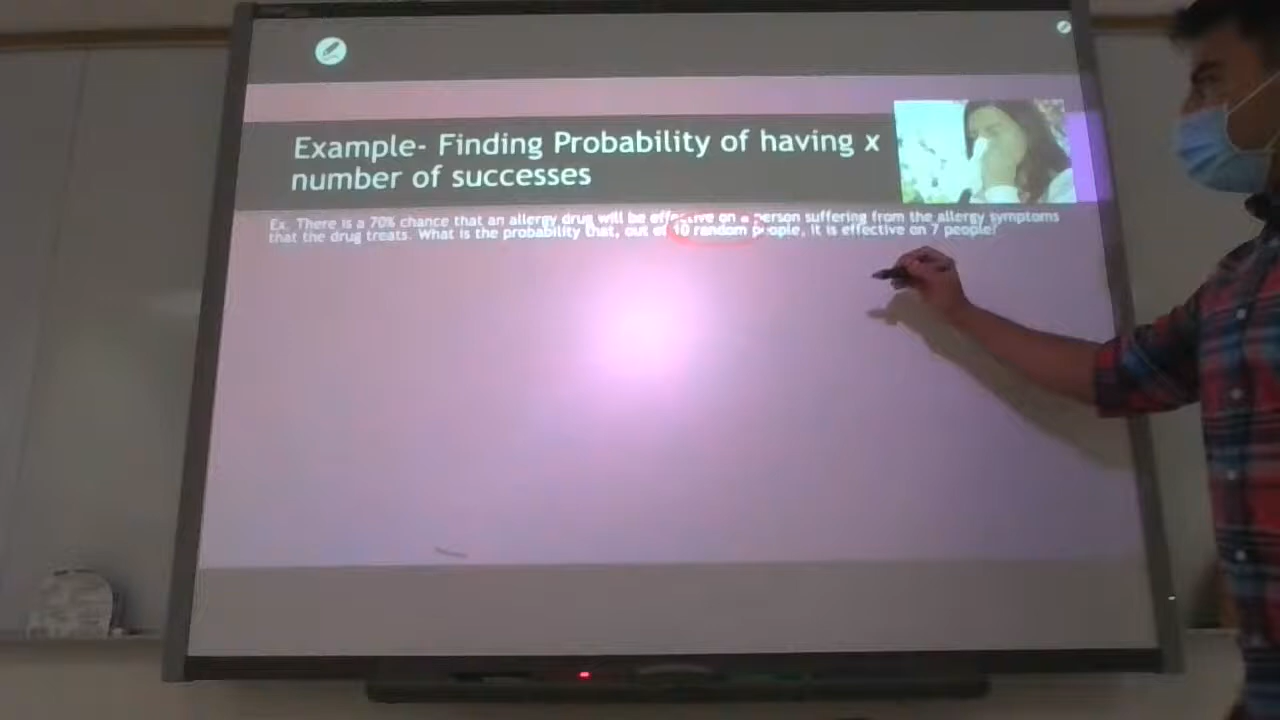 Example- Finding Probability of having x
number of successes
Ex. There is a 70% chance that an allergy drug will be effective on a person suffering from the allergy symptoms
that the drug treats. What is the probability that, out of 10 random people, it is effective on 7 people?